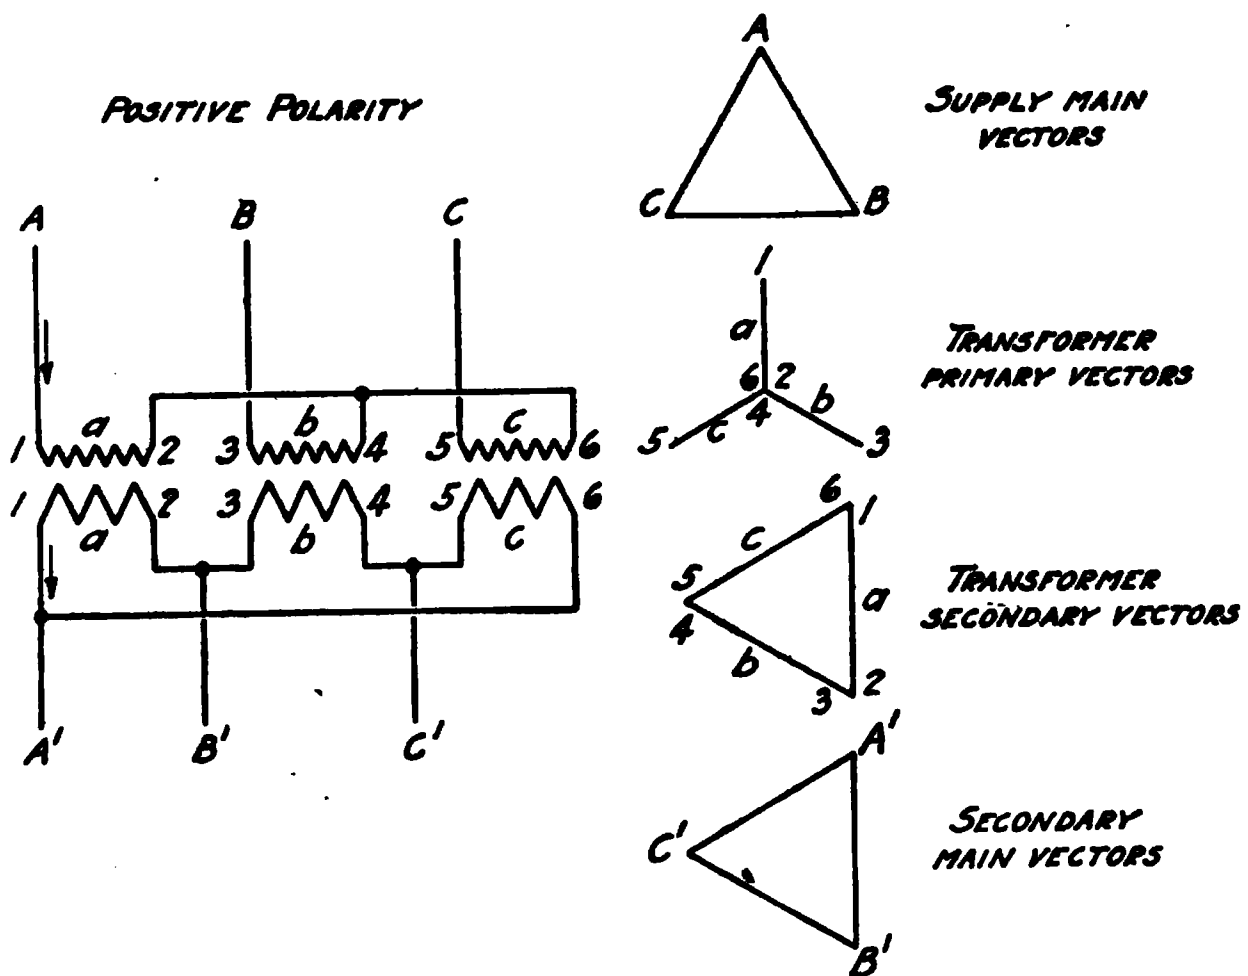 POSITIVE POLARITY
A B C
a b c
1 2 3 4 5 6
1 2 3 4 5 6
a b c
A' B' C'
A
C B
SUPPLY MAIN
VECTORS
1
a
6 2
4
b
c
5 3
TRANSFORMER
PRIMARY VECTORS
6
1
c
5
a
4
b
3 2
TRANSFORMER
SECONDARY VECTORS
A'
C'
B'
SECONDARY
MAIN VECTORS